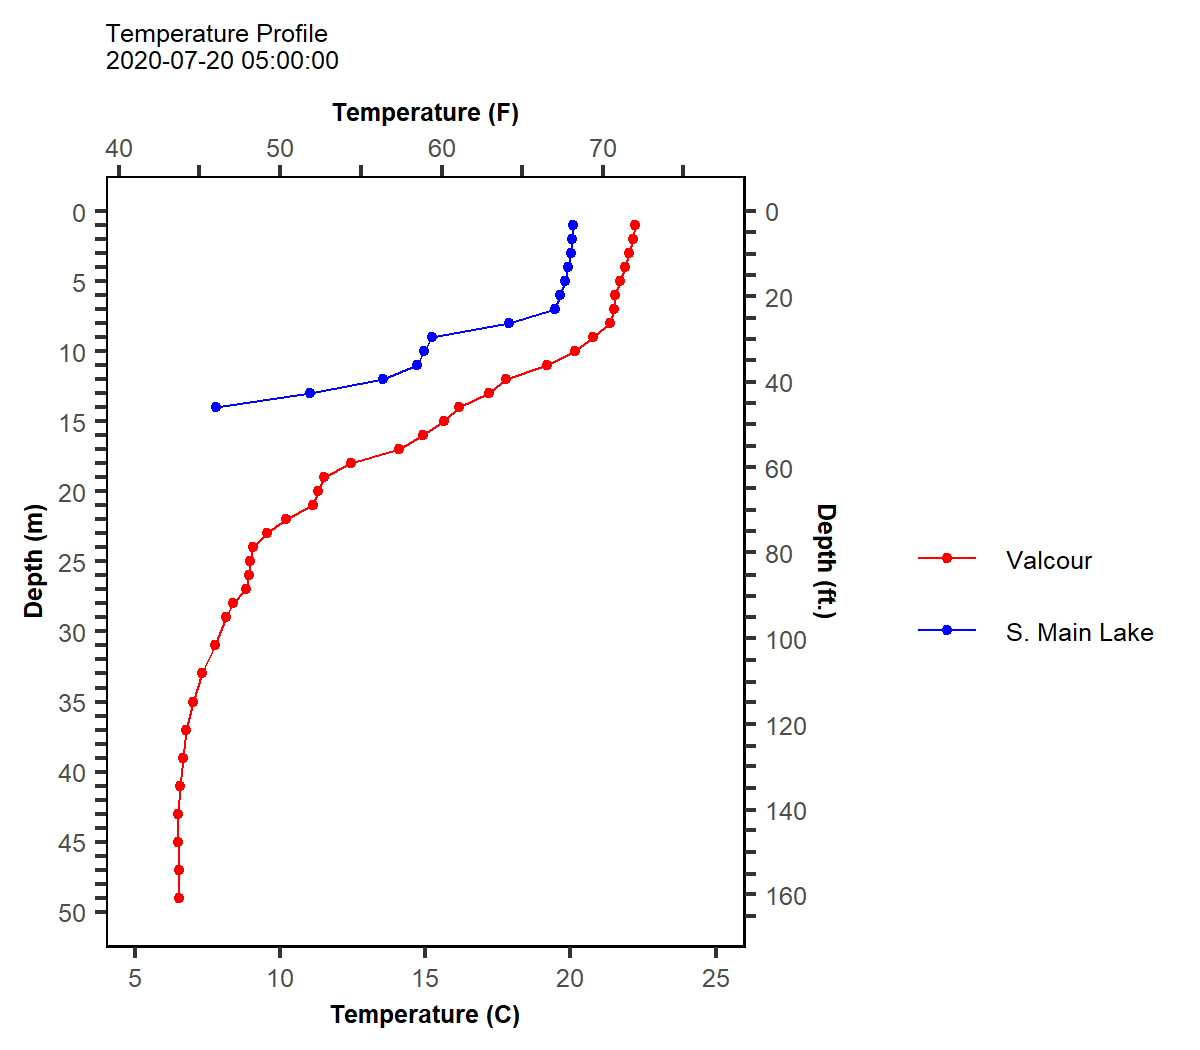 Temperature Profile
2020-07-20 05:00:00
Temperature (F)
40 50 60 70
0
5
10
15
20
25
30
35
40
45
50
Depth (m)
0
20
40
60
80
100
120
140
160
Depth (ft.)
Valcour
S. Main Lake
5 10 15 20 25
Temperature (C)